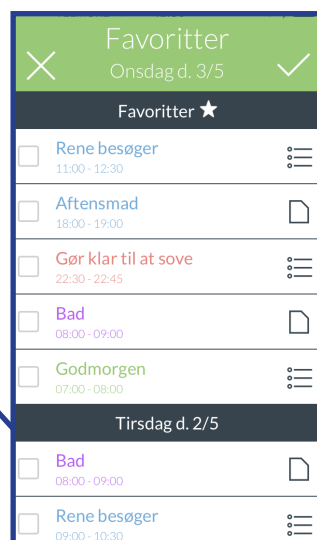 Favoritter
Onsdag d. 3/5
Favoritter
Rene besøger
11:00 - 12:30
Aftensmad
18:00 - 19:00
Gør klar til at sove
22:30 - 22:45
Bad
08:00 - 09:00
Godmorgen
07:00 - 08:00
Tirsdag d. 2/5
Bad
08:00 - 09:00
Rene besøger
09:00 - 10:30